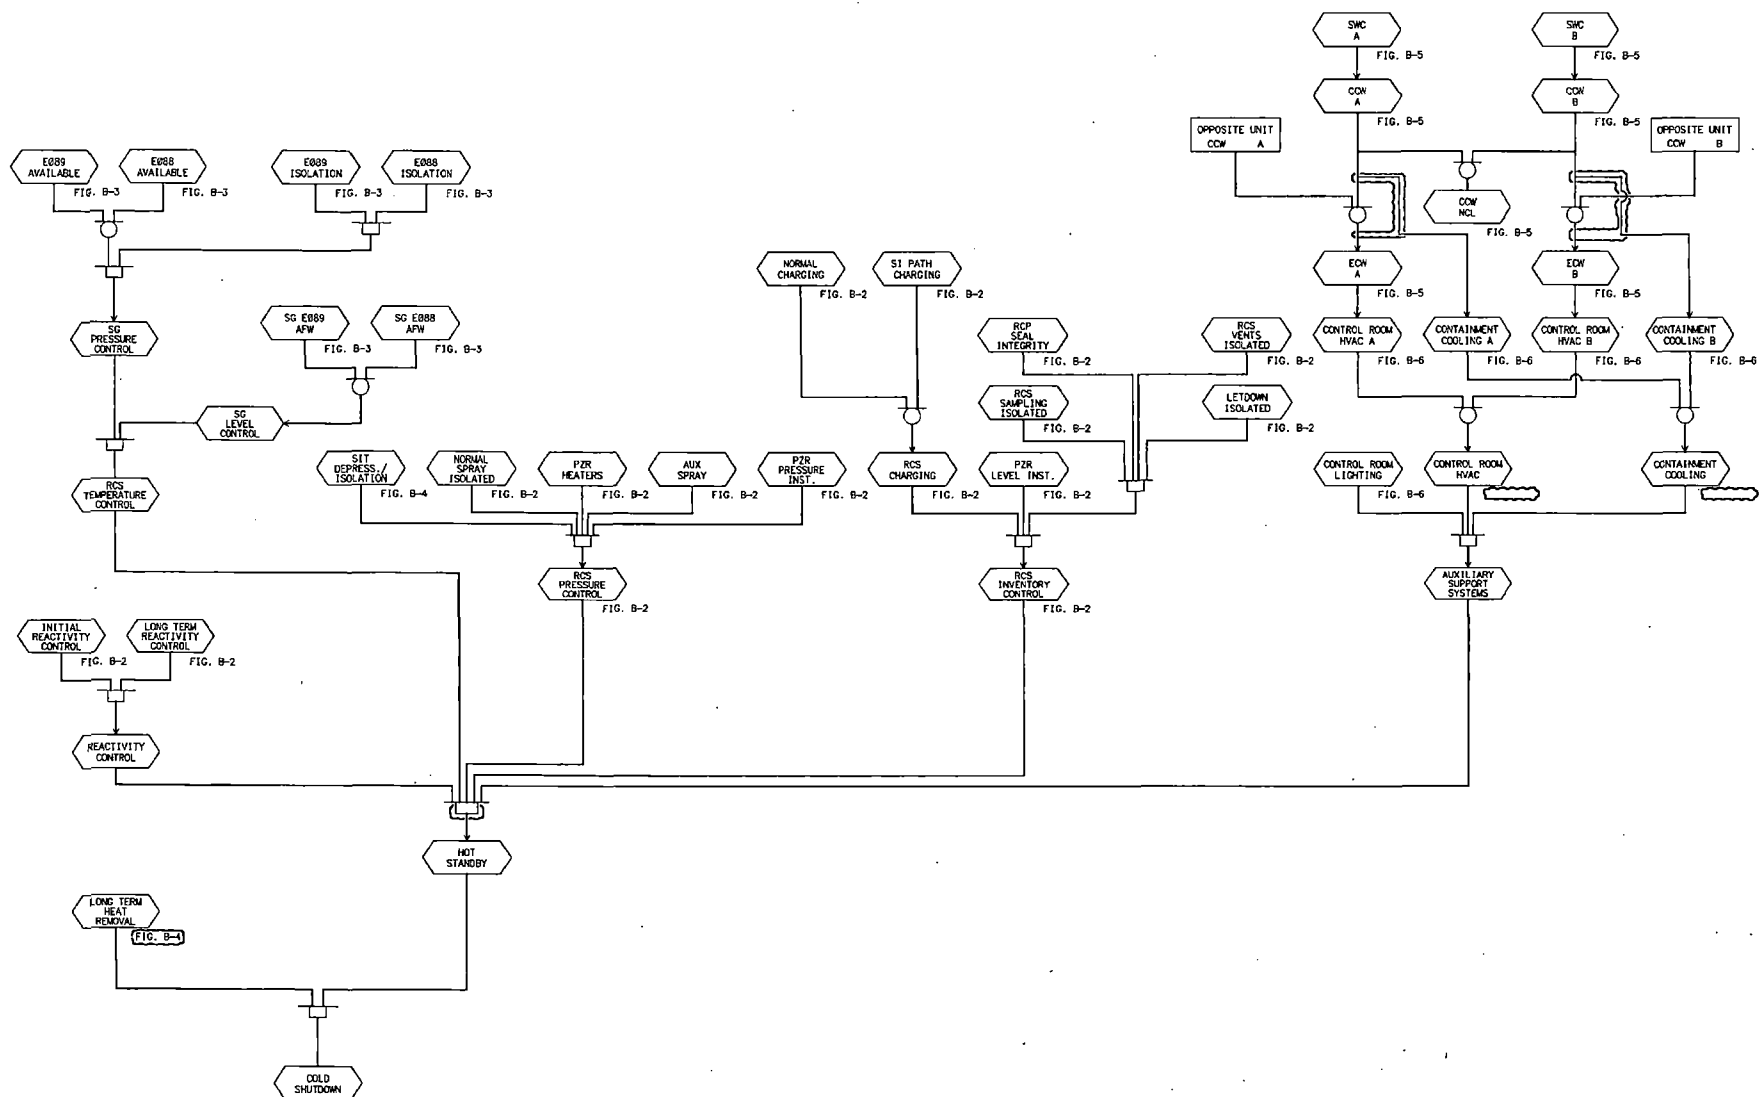 SWC
A
FIG. B-5
SWC
B
FIG. B-5
CCW
A
FIG. B-5
CCW
B
FIG. B-5
OPPOSITE UNIT
CCW A
OPPOSITE UNIT
CCW B
CCW
NCL
FIG. B-5
E089
AVAILABLE
FIG. B-3
E088
AVAILABLE
FIG. B-3
E089
ISOLATION
FIG. B-3
E088
ISOLATION
FIG. B-3
NORMAL
CHARGING
FIG. B-2
SI PATH
CHARGING
FIG. B-2
ECW
A
FIG. B-5
ECW
B
FIG. B-5
SG
PRESSURE
CONTROL
SG E089
AFW
FIG. B-3
SG E088
AFW
FIG. B-3
RCP
SEAL
INTEGRITY
FIG. B-2
RCS
VENTS
ISOLATED
FIG. B-2
CONTROL ROOM
HVAC A
FIG. B-6
CONTAINMENT
COOLING A
FIG. B-6
CONTROL ROOM
HVAC B
FIG. B-6
CONTAINMENT
COOLING B
FIG. B-6
SG
LEVEL
CONTROL
RCS
SAMPLING
ISOLATED
FIG. B-2
LETDOWN
ISOLATED
FIG. B-2
RCS
TEMPERATURE
CONTROL
SIT
DEPRESS./
ISOLATION
FIG. B-4
NORMAL
SPRAY
ISOLATED
FIG. B-2
PZR
HEATERS
FIG. B-2
AUX
SPRAY
FIG. B-2
PZR
PRESSURE
INST.
FIG. B-2
RCS
CHARGING
FIG. B-2
PZR
LEVEL INST.
FIG. B-2
CONTROL ROOM
LIGHTING
FIG. B-6
CONTROL ROOM
HVAC
CONTAINMENT
COOLING
RCS
PRESSURE
CONTROL
FIG. B-2
RCS
INVENTORY
CONTROL
FIG. B-2
AUXILIARY
SUPPORT
SYSTEMS
INITIAL
REACTIVITY
CONTROL
FIG. B-2
LONG TERM
REACTIVITY
CONTROL
FIG. B-2
REACTIVITY
CONTROL
HOT
STANDBY
LONG TERM
HEAT
REMOVAL
FIG. B-4
COLD
SHUTDOWN